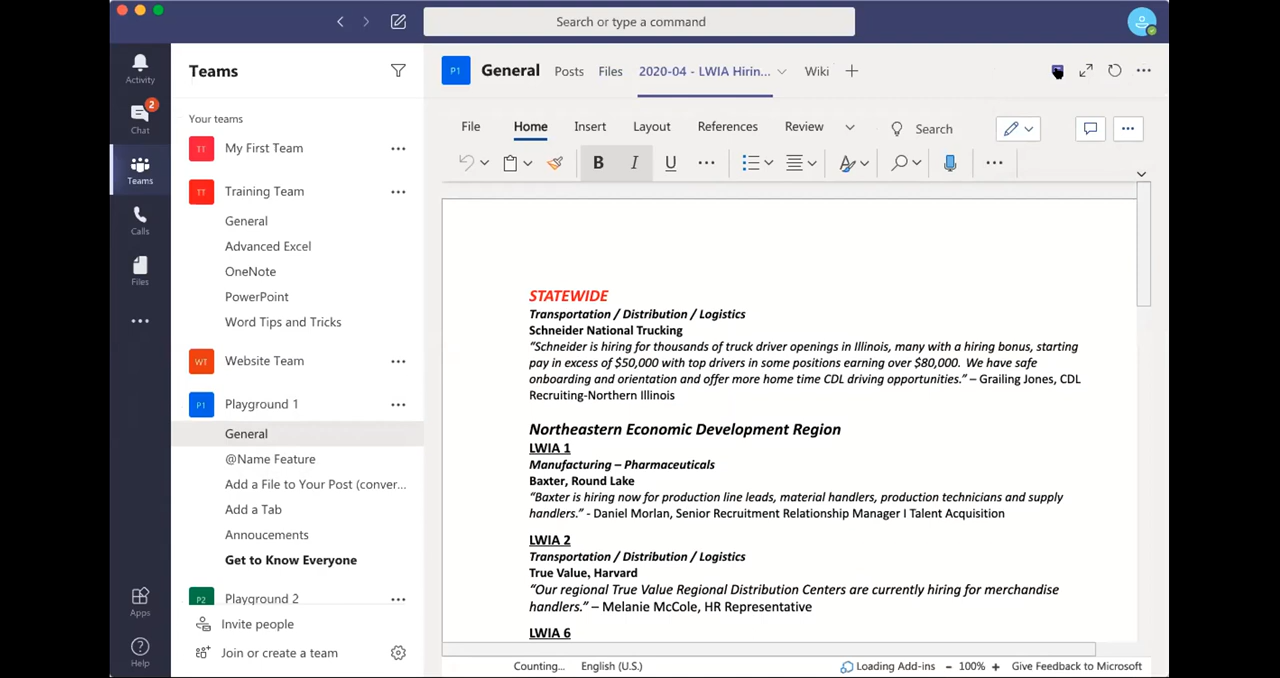 Search or type a command
Activity
2
Chat
Teams
Calls
Files
Apps
Help
Teams
Your teams
TT My First Team
TT Training Team
General
Advanced Excel
OneNote
PowerPoint
Word Tips and Tricks
WT Website Team
P1 Playground 1
General
@Name Feature
Add a File to Your Post (conver...
Add a Tab
Annoucements
Get to Know Everyone
P2 Playground 2
Invite people
Join or create a team
P1 General Posts Files 2020-04 - LWIA Hirin... Wiki
File Home Insert Layout References Review Search
B I U
STATEWIDE
Transportation / Distribution / Logistics
Schneider National Trucking
“Schneider is hiring for thousands of truck driver openings in Illinois, many with a hiring bonus, starting
pay in excess of $50,000 with top drivers in some positions earning over $80,000. We have safe
onboarding and orientation and offer more home time CDL driving opportunities.” – Grailing Jones, CDL
Recruiting-Northern Illinois
Northeastern Economic Development Region
LWIA 1
Manufacturing – Pharmaceuticals
Baxter, Round Lake
“Baxter is hiring now for production line leads, material handlers, production technicians and supply
handlers.” - Daniel Morlan, Senior Recruitment Relationship Manager I Talent Acquisition
LWIA 2
Transportation / Distribution / Logistics
True Value, Harvard
“Our regional True Value Regional Distribution Centers are currently hiring for merchandise
handlers.” – Melanie McCole, HR Representative
LWIA 6
Counting... English (U.S.) Loading Add-ins - 100% + Give Feedback to Microsoft